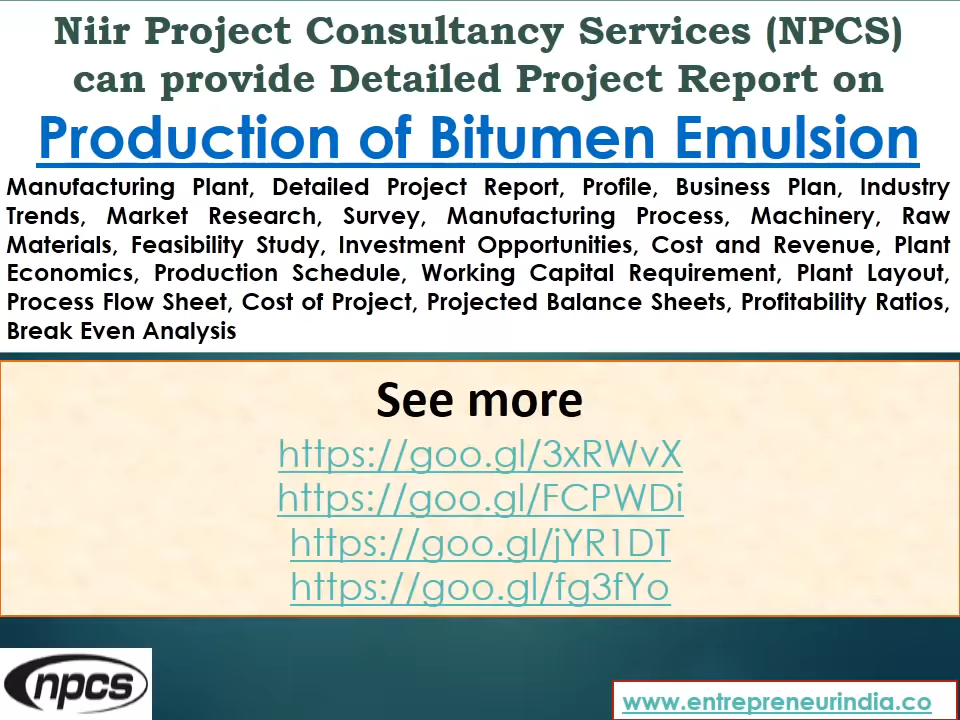 Niir Project Consultancy Services (NPCS)
can provide Detailed Project Report on
Production of Bitumen Emulsion
Manufacturing Plant, Detailed Project Report, Profile, Business Plan, Industry
Trends, Market Research, Survey, Manufacturing Process, Machinery, Raw
Materials, Feasibility Study, Investment Opportunities, Cost and Revenue, Plant
Economics, Production Schedule, Working Capital Requirement, Plant Layout,
Process Flow Sheet, Cost of Project, Projected Balance Sheets, Profitability Ratios,
Break Even Analysis
See more
https://goo.gl/3xRWvX
https://goo.gl/FCPWDi
https://goo.gl/jYR1DT
https://goo.gl/fg3fYo
npcs
www.entrepreneurindia.co